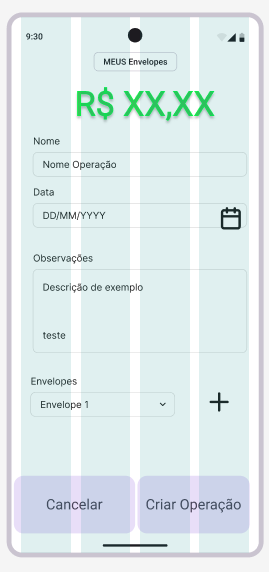 9:30
MEUS Envelopes
R$ XX,XX
Nome
Nome Operação
Data
DD/MM/YYYY
Observações
Descrição de exemplo
teste
Envelopes
Envelope 1
Cancelar Criar Operação